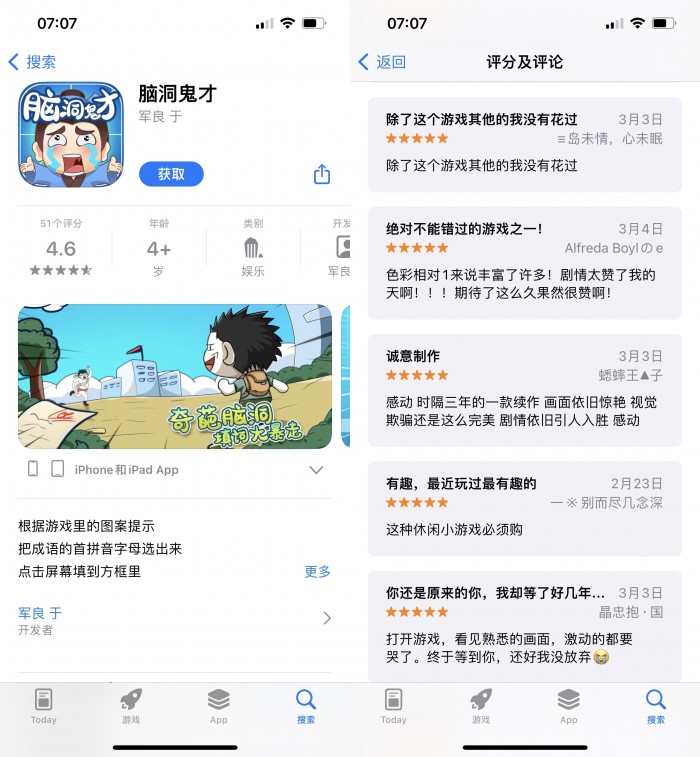 07:07
搜索
脑洞鬼才
脑洞鬼才
军良 于
获取
51个评分
年龄
类别
开发
4.6
4+
岁
娱乐
军良
奇葩脑洞
填词大暴走
iPhone和iPad App
根据游戏里的图案提示
把成语的首拼音字母选出来
点击屏幕填到方框里
更多
军良 于
开发者
Today
游戏
App
搜索
07:07
返回
评分及评论
除了这个游戏其他的我没有花过
3月3日
≡岛未情，心未眠
除了这个游戏其他的我没有花过
绝对不能错过的游戏之一！
3月4日
Alfreda Boylの e
色彩相对1来说丰富了许多！剧情太赞了我的
天啊！！！期待了这么久果然很赞啊！
诚意制作
3月3日
蟋蟀王▲子
感动 时隔三年的一款续作 画面依旧惊艳 视觉
欺骗还是这么完美 剧情依旧引人入胜 感动
有趣，最近玩过最有趣的
2月23日
一 ※ 别而尽几念深
这种休闲小游戏必须购
你还是原来的你，我却等了好几年...
3月3日
晶忠抱 · 国
打开游戏，看见熟悉的画面，激动的都要
哭了。终于等到你，还好我没放弃😭
Today
游戏
App
搜索